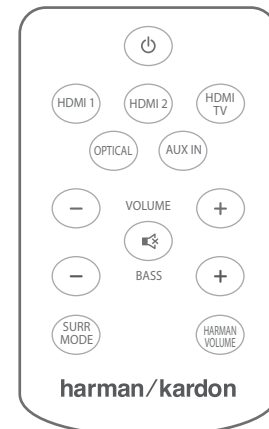 HDMI 1 HDMI 2 HDMI TV
OPTICAL AUX IN
− VOLUME +
− BASS +
SURR MODE HARMAN VOLUME
harman/kardon